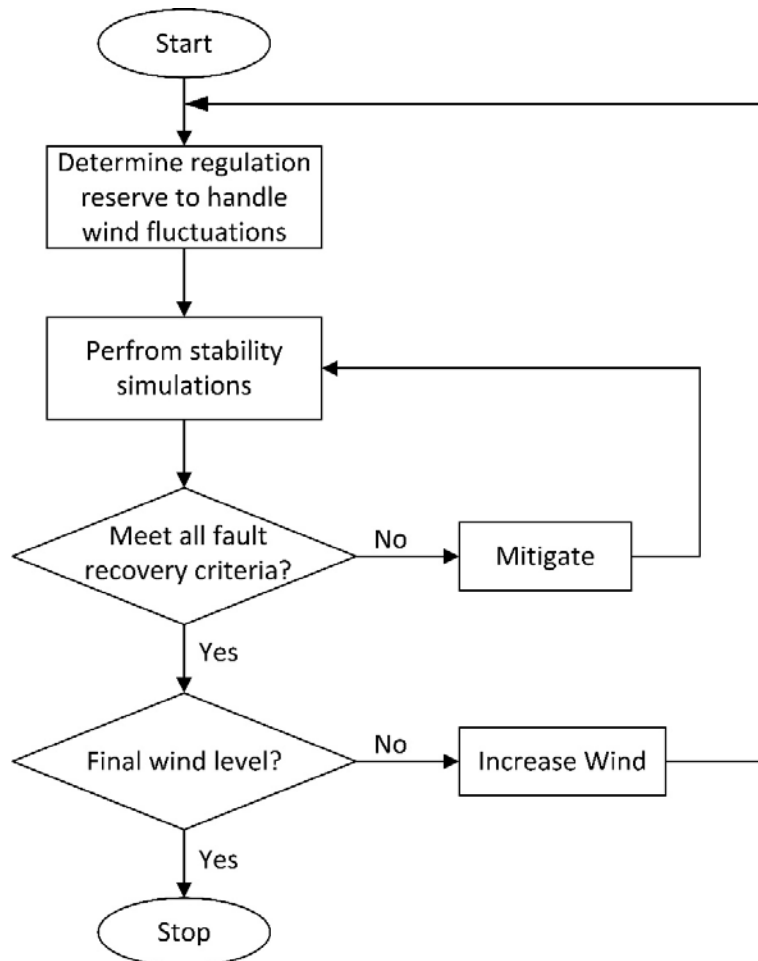 Start
Determine regulation
reserve to handle
wind fluctuations
Perfrom stability
simulations
Meet all fault
recovery criteria?
No
Mitigate
Yes
Final wind level?
No
Increase Wind
Yes
Stop